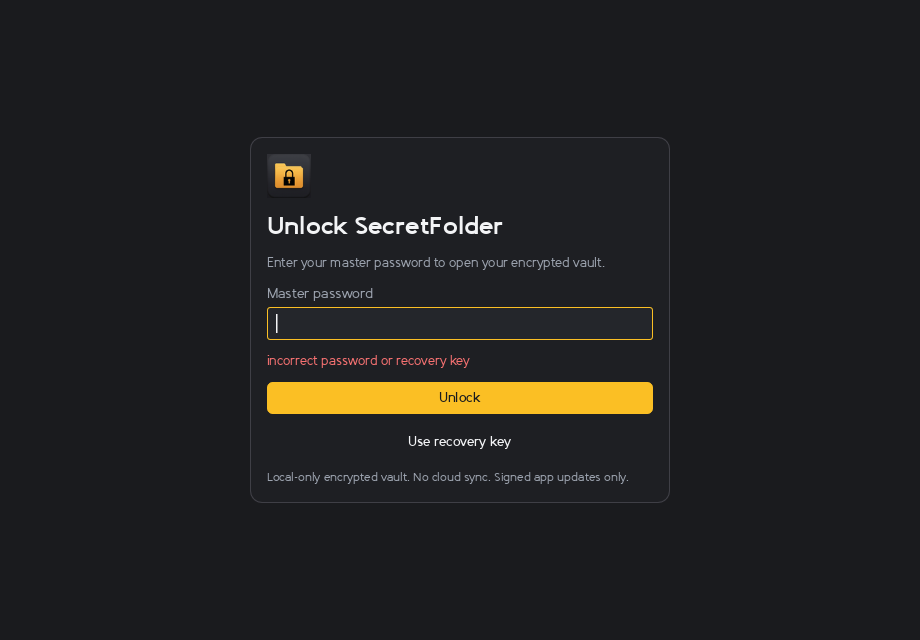 Unlock SecretFolder
Enter your master password to open your encrypted vault.
Master password
incorrect password or recovery key
Unlock
Use recovery key
Local-only encrypted vault. No cloud sync. Signed app updates only.